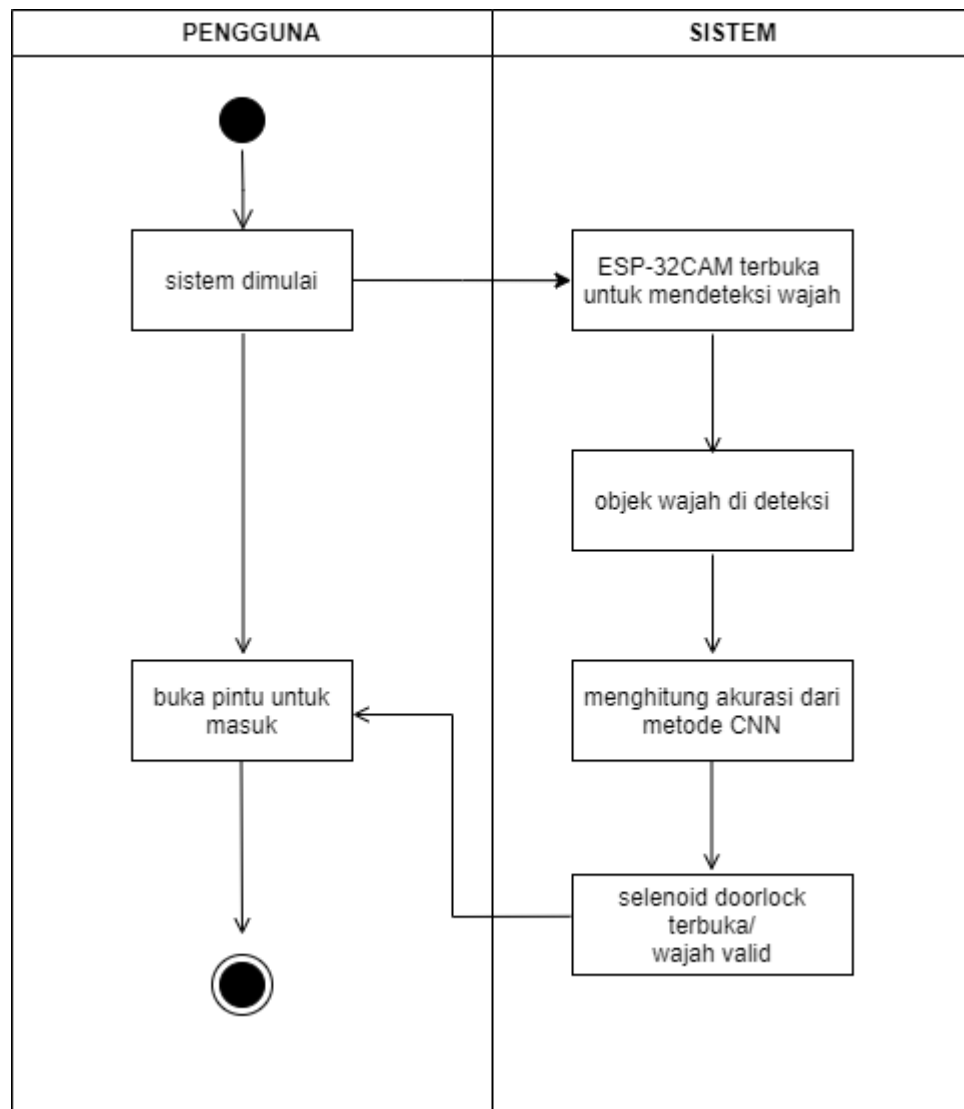 PENGGUNA
SISTEM
sistem dimulai
ESP-32CAM terbuka
untuk mendeteksi wajah
objek wajah di deteksi
buka pintu untuk
masuk
menghitung akurasi dari
metode CNN
selenoid doorlock
terbuka/
wajah valid